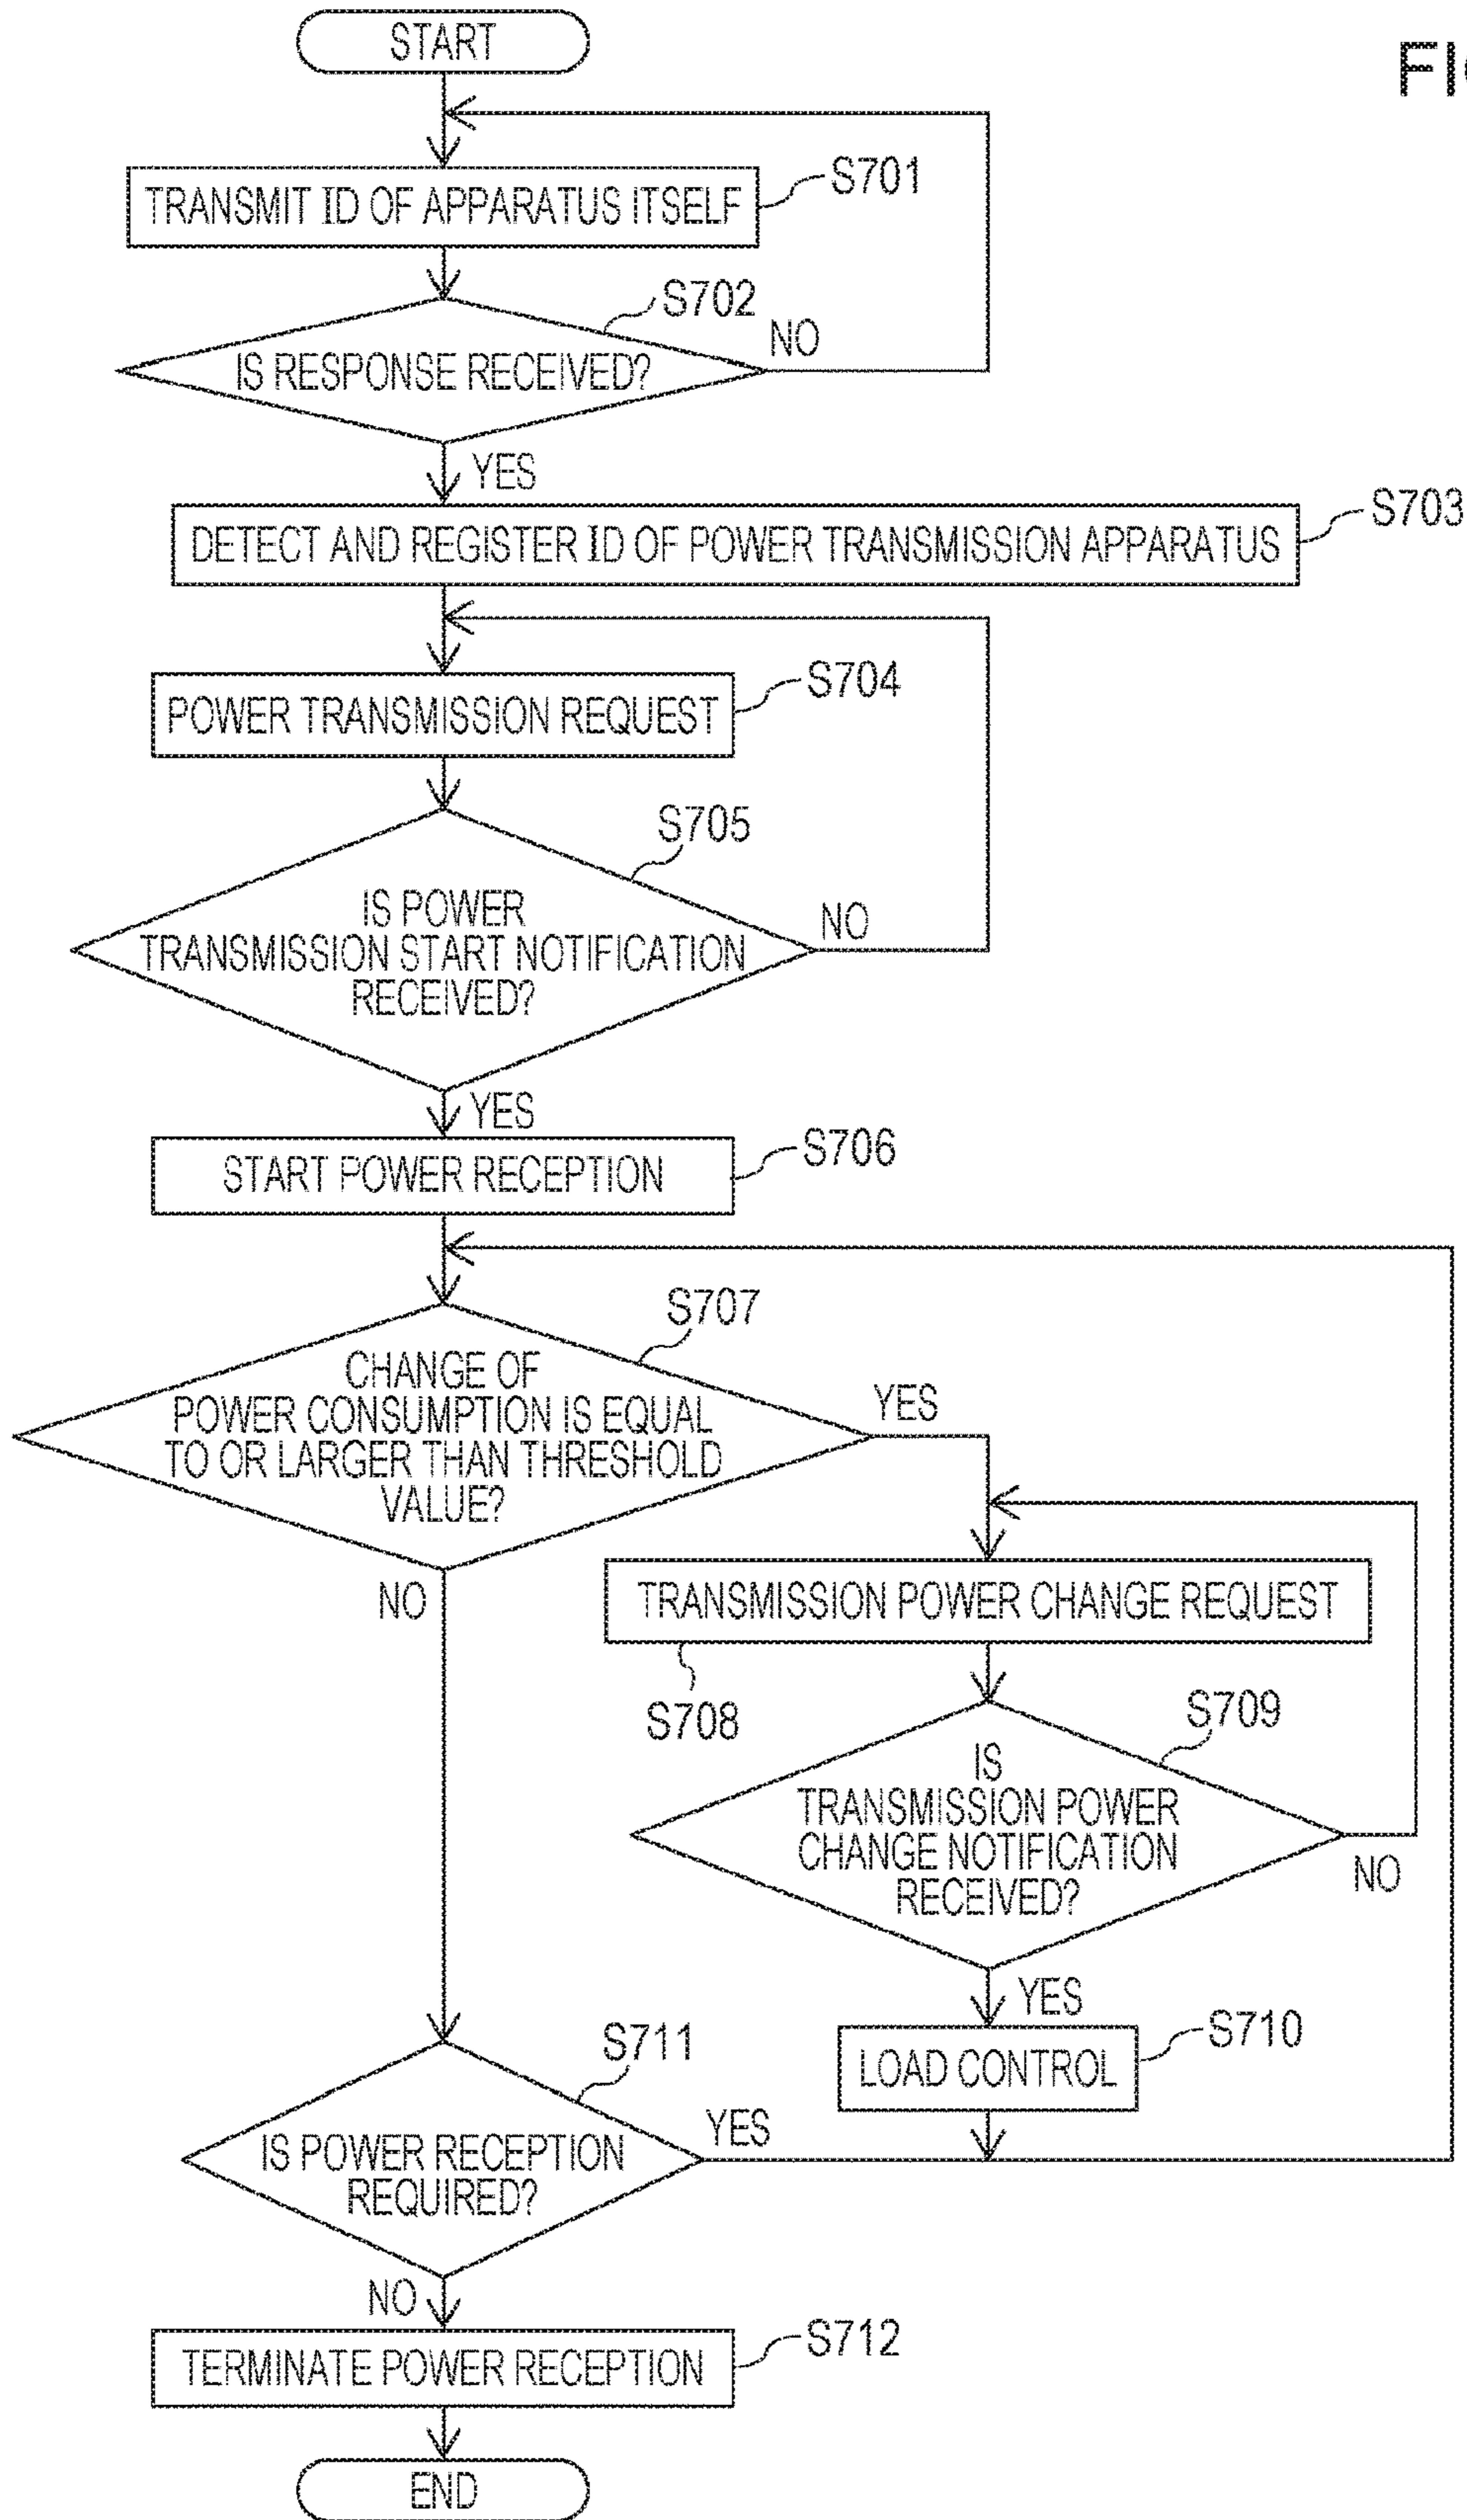 START
FIG
S701
TRANSMIT ID OF APPARATUS ITSELF
S702
NO
IS RESPONSE RECEIVED?
YES
S703
DETECT AND REGISTER ID OF POWER TRANSMISSION APPARATUS
S704
POWER TRANSMISSION REQUEST
S705
IS POWER
TRANSMISSION START NOTIFICATION
RECEIVED?
NO
YES
S706
START POWER RECEPTION
S707
CHANGE OF
POWER CONSUMPTION IS EQUAL
TO OR LARGER THAN THRESHOLD
VALUE?
YES
NO
TRANSMISSION POWER CHANGE REQUEST
S708
S709
IS
TRANSMISSION POWER
CHANGE NOTIFICATION
RECEIVED?
NO
YES
S710
LOAD CONTROL
S711
IS POWER RECEPTION
REQUIRED?
YES
NO
S712
TERMINATE POWER RECEPTION
END